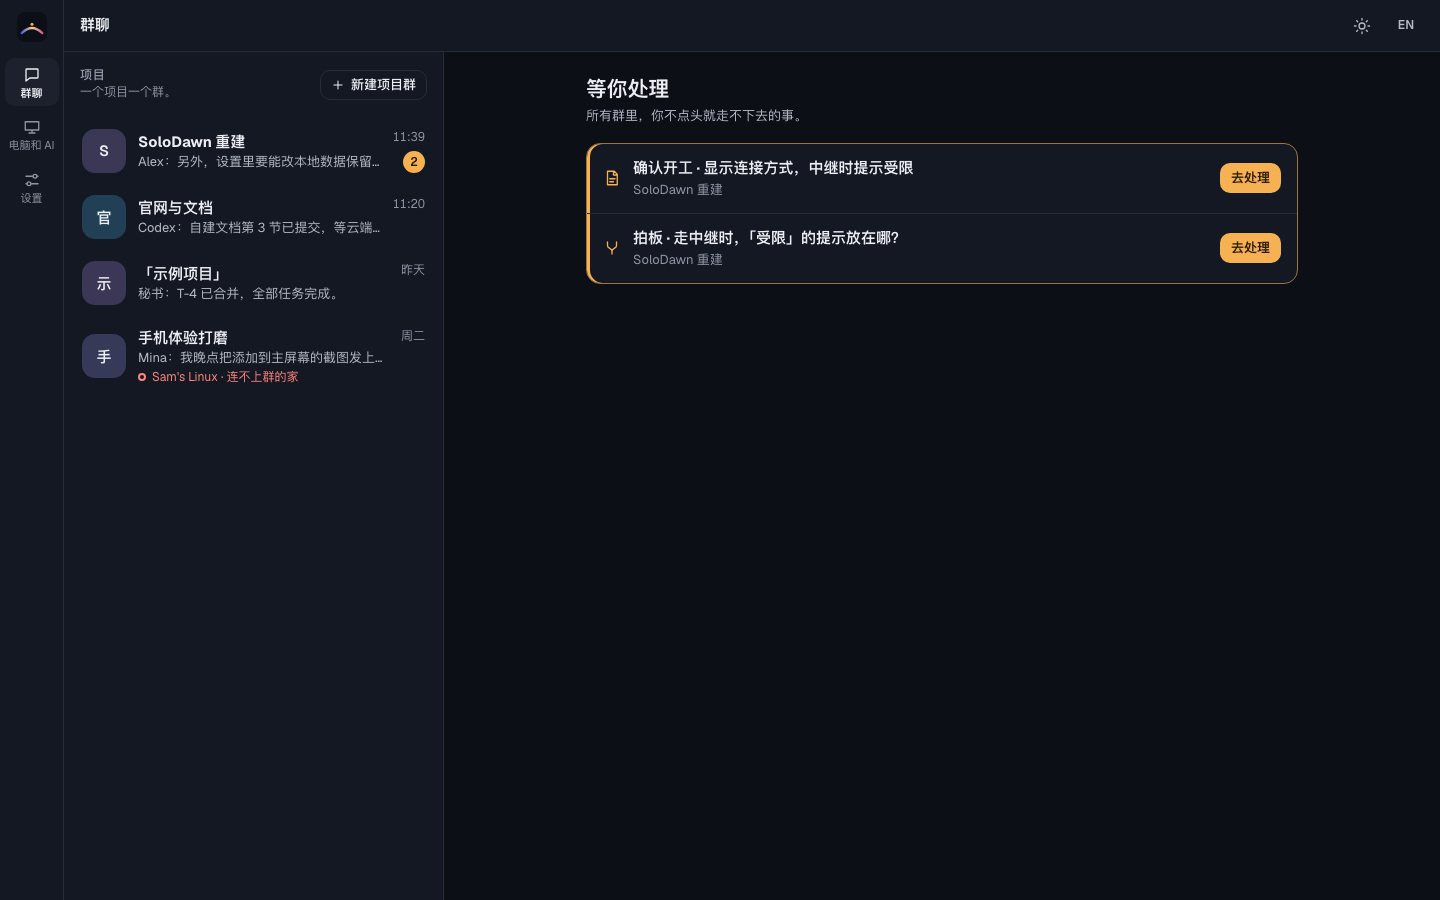 群聊
EN
群聊
电脑和 AI
设置
项目
一个项目一个群。
新建项目群
S
SoloDawn 重建
11:39
Alex：另外，设置里要能改本地数据保留...
2
官
官网与文档
11:20
Codex：自建文档第 3 节已提交，等云端...
示
「示例项目」
昨天
秘书：T-4 已合并，全部任务完成。
手
手机体验打磨
周二
Mina：我晚点把添加到主屏幕的截图发上...
Sam's Linux · 连不上群的家
等你处理
所有群里，你不点头就走不下去的事。
确认开工 · 显示连接方式，中继时提示受限
SoloDawn 重建
去处理
拍板 · 走中继时，「受限」的提示放在哪？
SoloDawn 重建
去处理